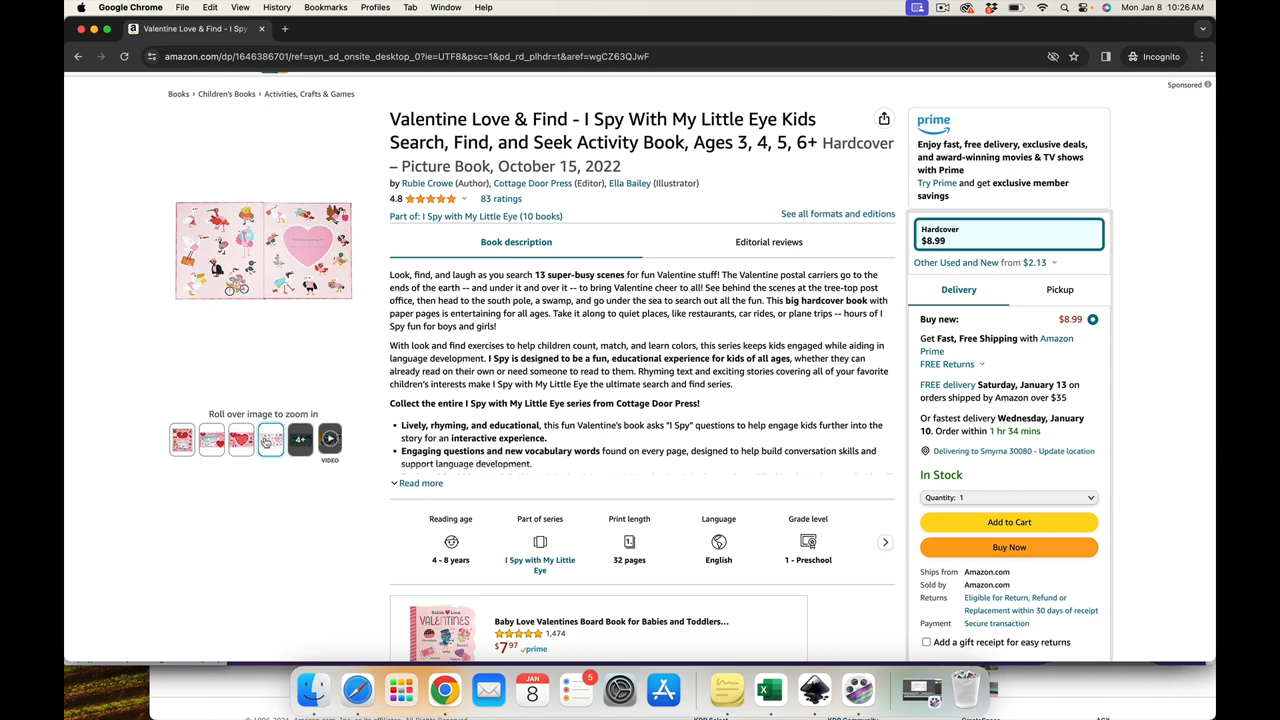 Google Chrome File Edit View History Bookmarks Profiles Tab Window Help Mon Jan 8 10:26 AM
Valentine Love & Find - I Spy
amazon.com/dp/1646386701/ref=syn_sd_onsite_desktop_0?ie=UTF8&psc=1&pd_rd_plhdr=t&aref=wgCZ63QJwF Incognito
Sponsored
Books › Children's Books › Activities, Crafts & Games
Valentine Love & Find - I Spy With My Little Eye Kids
Search, Find, and Seek Activity Book, Ages 3, 4, 5, 6+ Hardcover
– Picture Book, October 15, 2022
by Rubie Crowe (Author), Cottage Door Press (Editor), Ella Bailey (Illustrator)
4.8 83 ratings
Part of: I Spy with My Little Eye (10 books) See all formats and editions
Book description Editorial reviews
Look, find, and laugh as you search 13 super-busy scenes for fun Valentine stuff! The Valentine postal carriers go to
the ends of the earth -- and under it and over it -- to bring Valentine cheer to all! See behind the scenes at the tree-top post
office, then head to the south pole, a swamp, and go under the sea to search out all the fun. This big hardcover book with
paper pages is entertaining for all ages. Take it along to quiet places, like restaurants, car rides, or plane trips -- hours of I
Spy fun for boys and girls!
With look and find exercises to help children count, match, and learn colors, this series keeps kids engaged while aiding in
language development. I Spy is designed to be a fun, educational experience for kids of all ages, whether they can
already read on their own or need someone to read to them. Rhyming text and exciting stories covering all of your favorite
children's interests make I Spy with My Little Eye the ultimate search and find series.
Collect the entire I Spy with My Little Eye series from Cottage Door Press!
• Lively, rhyming, and educational, this fun Valentine's book asks "I Spy" questions to help engage kids further into the
story for an interactive experience.
• Engaging questions and new vocabulary words found on every page, designed to help build conversation skills and
support language development.
Read more
Roll over image to zoom in
4+
VIDEO
Reading age Part of series Print length Language Grade level
4 - 8 years I Spy with My Little 32 pages English 1 - Preschool
Eye
VALENTINES
Baby Love Valentines Board Book for Babies and Toddlers...
1,474
$7.97 prime
prime
Enjoy fast, free delivery, exclusive deals,
and award-winning movies & TV shows
with Prime
Try Prime and get exclusive member
savings
Hardcover
$8.99
Other Used and New from $2.13
Delivery Pickup
Buy new: $8.99
Get Fast, Free Shipping with Amazon
Prime
FREE Returns
FREE delivery Saturday, January 13 on
orders shipped by Amazon over $35
Or fastest delivery Wednesday, January
10. Order within 1 hr 34 mins
Delivering to Smyrna 30080 - Update location
In Stock
Quantity: 1
Add to Cart
Buy Now
Ships from Amazon.com
Sold by Amazon.com
Returns Eligible for Return, Refund or
Replacement within 30 days of receipt
Payment Secure transaction
Add a gift receipt for easy returns
JAN
8
5